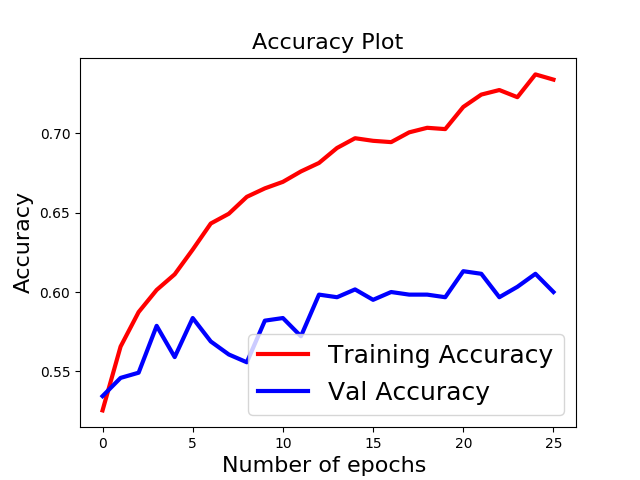 Accuracy Plot
Accuracy
0.70
0.65
0.60
0.55
Training Accuracy
Val Accuracy
0 5 10 15 20 25
Number of epochs